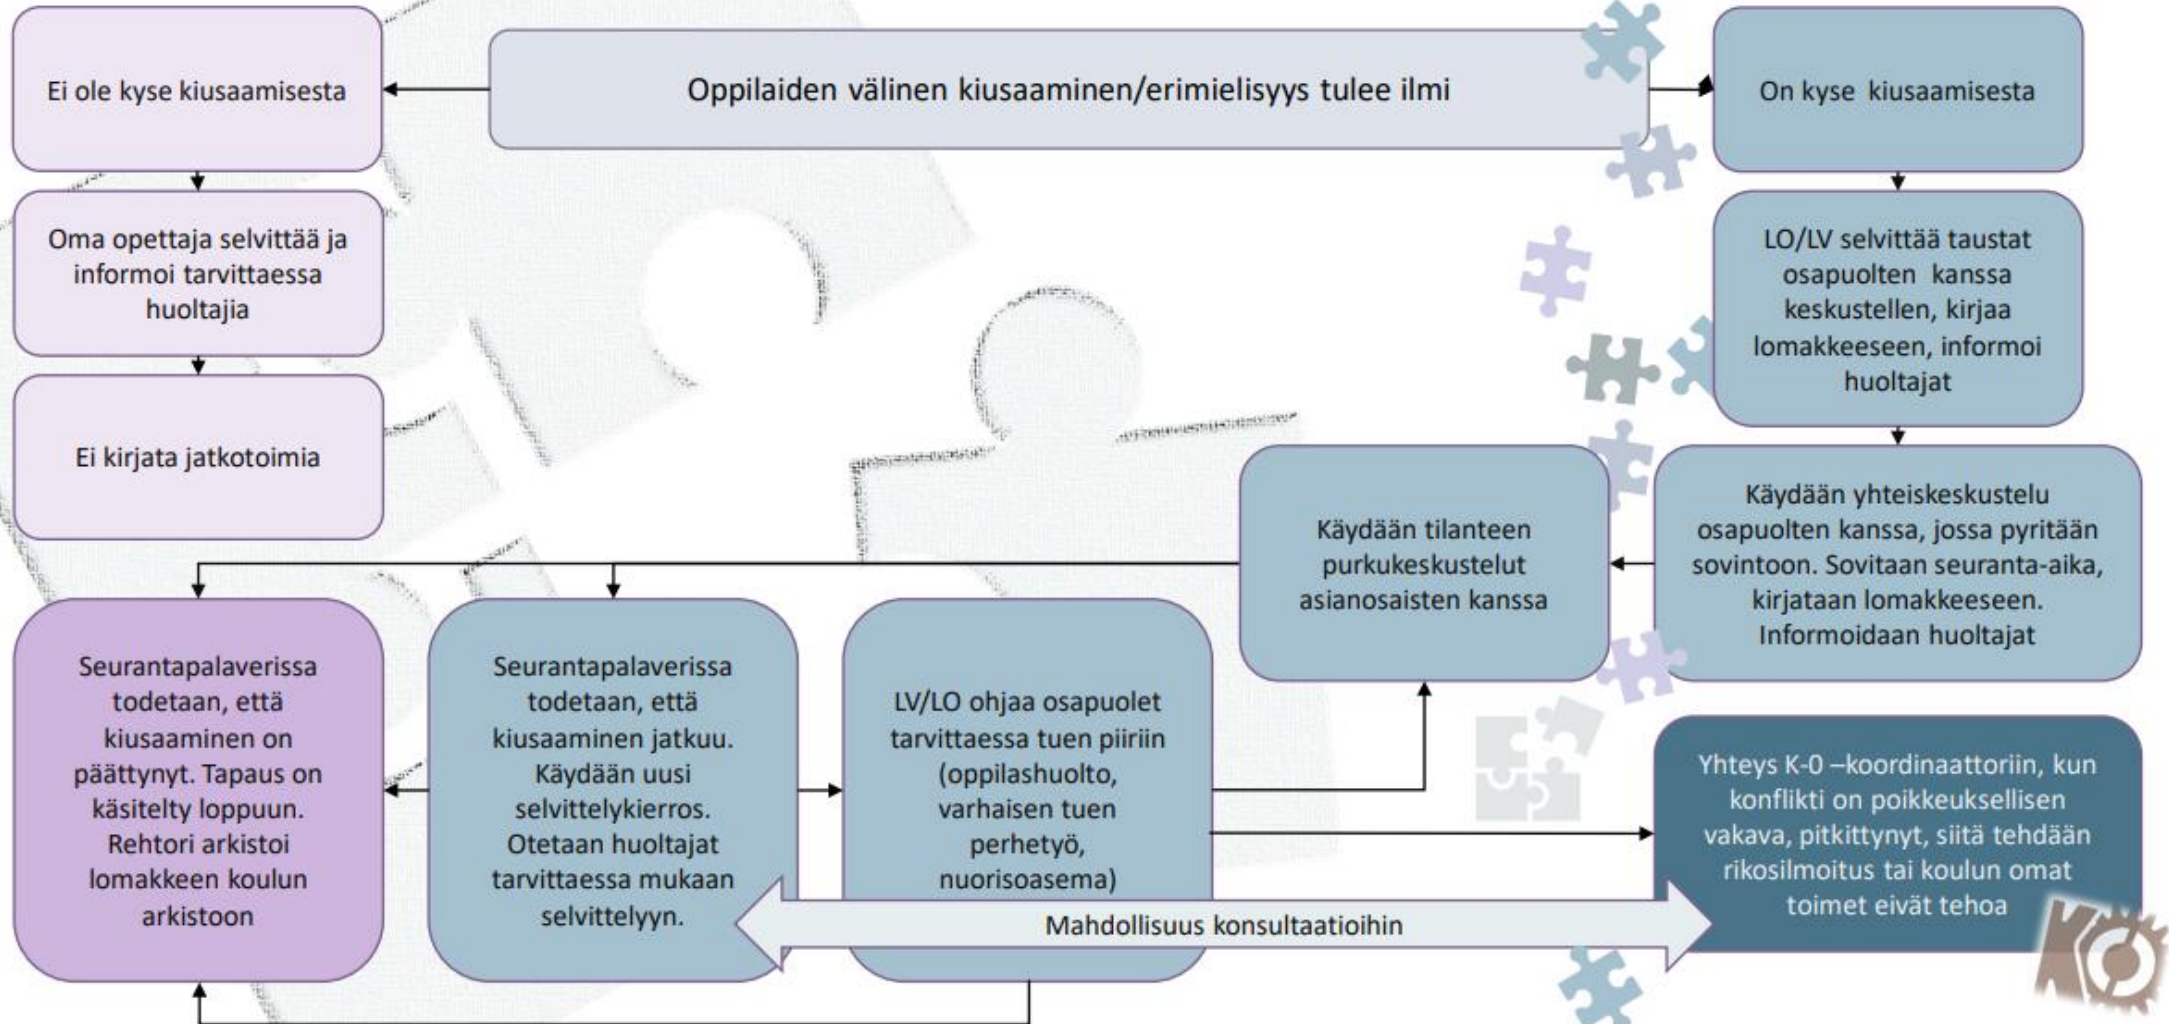 Oppilaiden välinen kiusaaminen/erimielisyys tulee ilmi
Ei ole kyse kiusaamisesta
Oma opettaja selvittää ja
informoi tarvittaessa
huoltajia
Ei kirjata jatkotoimia
On kyse kiusaamisesta
LO/LV selvittää taustat
osapuolten kanssa
keskustellen, kirjaa
lomakkeeseen, informoi
huoltajat
Käydään yhteiskeskustelu
osapuolten kanssa, jossa pyritään
sovintoon. Sovitaan seuranta-aika,
kirjataan lomakkeeseen.
Informoidaan huoltajat
Käydään tilanteen
purkukeskustelut
asianosaisten kanssa
Seurantapalaverissa
todetaan, että
kiusaaminen on
päättynyt. Tapaus on
käsitelty loppuun.
Rehtori arkistoi
lomakkeen koulun
arkistoon
Seurantapalaverissa
todetaan, että
kiusaaminen jatkuu.
Käydään uusi
selvittelykierros.
Otetaan huoltajat
tarvittaessa mukaan
selvittelyyn.
LV/LO ohjaa osapuolet
tarvittaessa tuen piiriin
(oppilashuolto,
varhaisen tuen
perhetyö,
nuorisoasema)
Yhteys K-0 –koordinaattoriin, kun
konflikti on poikkeuksellisen
vakava, pitkittynyt, siitä tehdään
rikosilmoitus tai koulun omat
toimet eivät tehoa
Mahdollisuus konsultaatioihin
KO